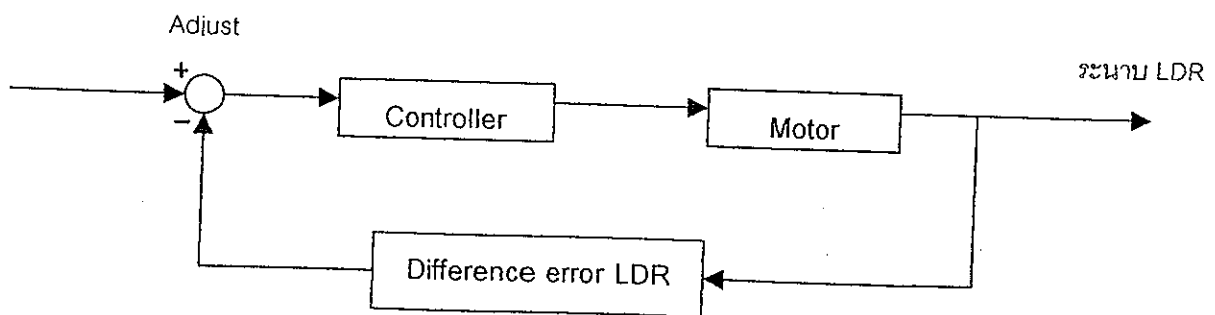 Adjust
+
ระนาบ LDR
−
Controller
Motor
Difference error LDR